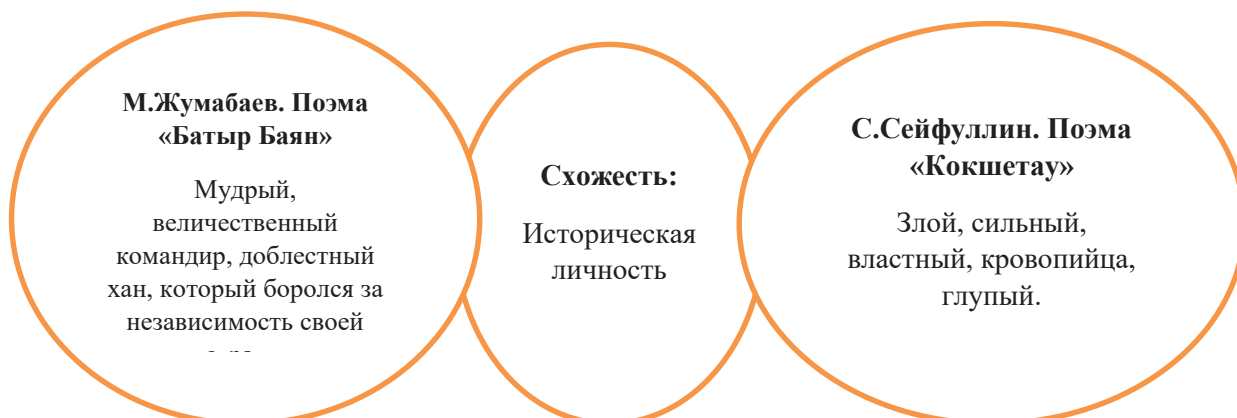 М.Жумабаев. Поэма
«Батыр Баян»
Мудрый,
величественный
командир, доблестный
хан, который боролся за
независимость своей
Схожесть:
Историческая
личность
С.Сейфуллин. Поэма
«Кокшетау»
Злой, сильный,
властный, кровопийца,
глупый.